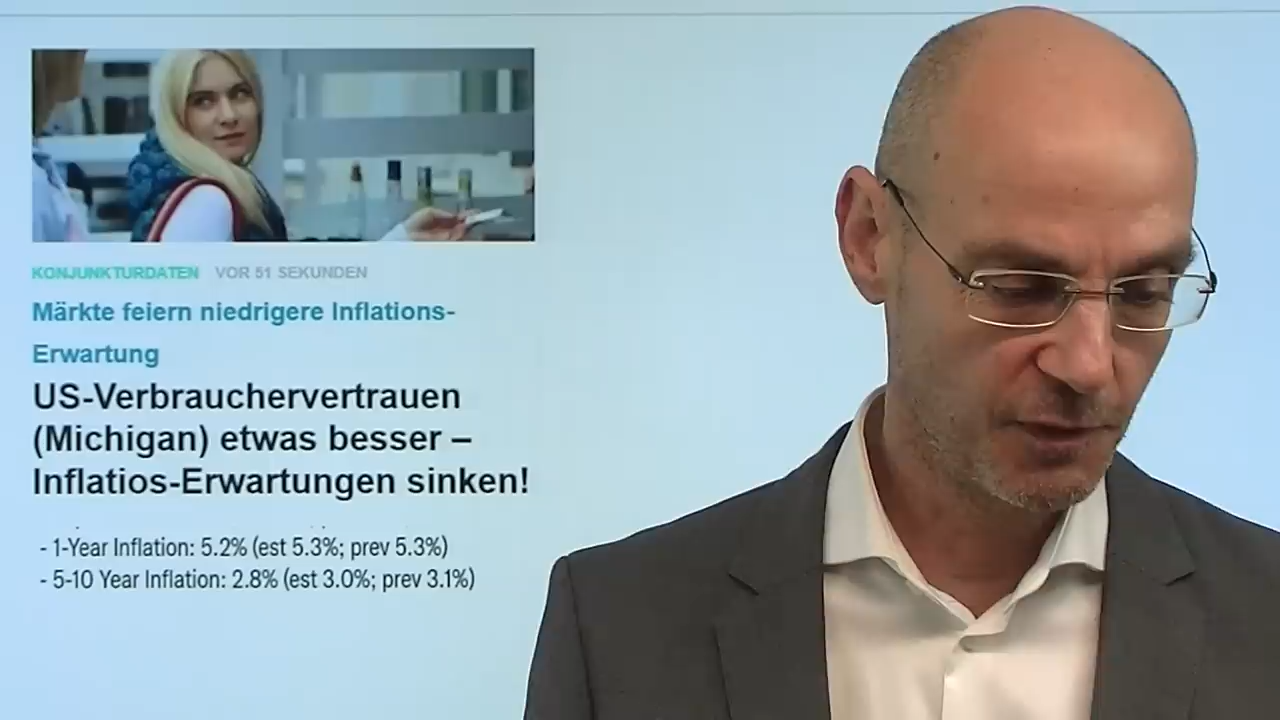 KONJUNKTURDATEN VOR 51 SEKUNDEN
Märkte feiern niedrigere Inflations-
Erwartung
US-Verbrauchervertrauen
(Michigan) etwas besser –
Inflatios-Erwartungen sinken!
- 1-Year Inflation: 5.2% (est 5.3%; prev 5.3%)
- 5-10 Year Inflation: 2.8% (est 3.0%; prev 3.1%)